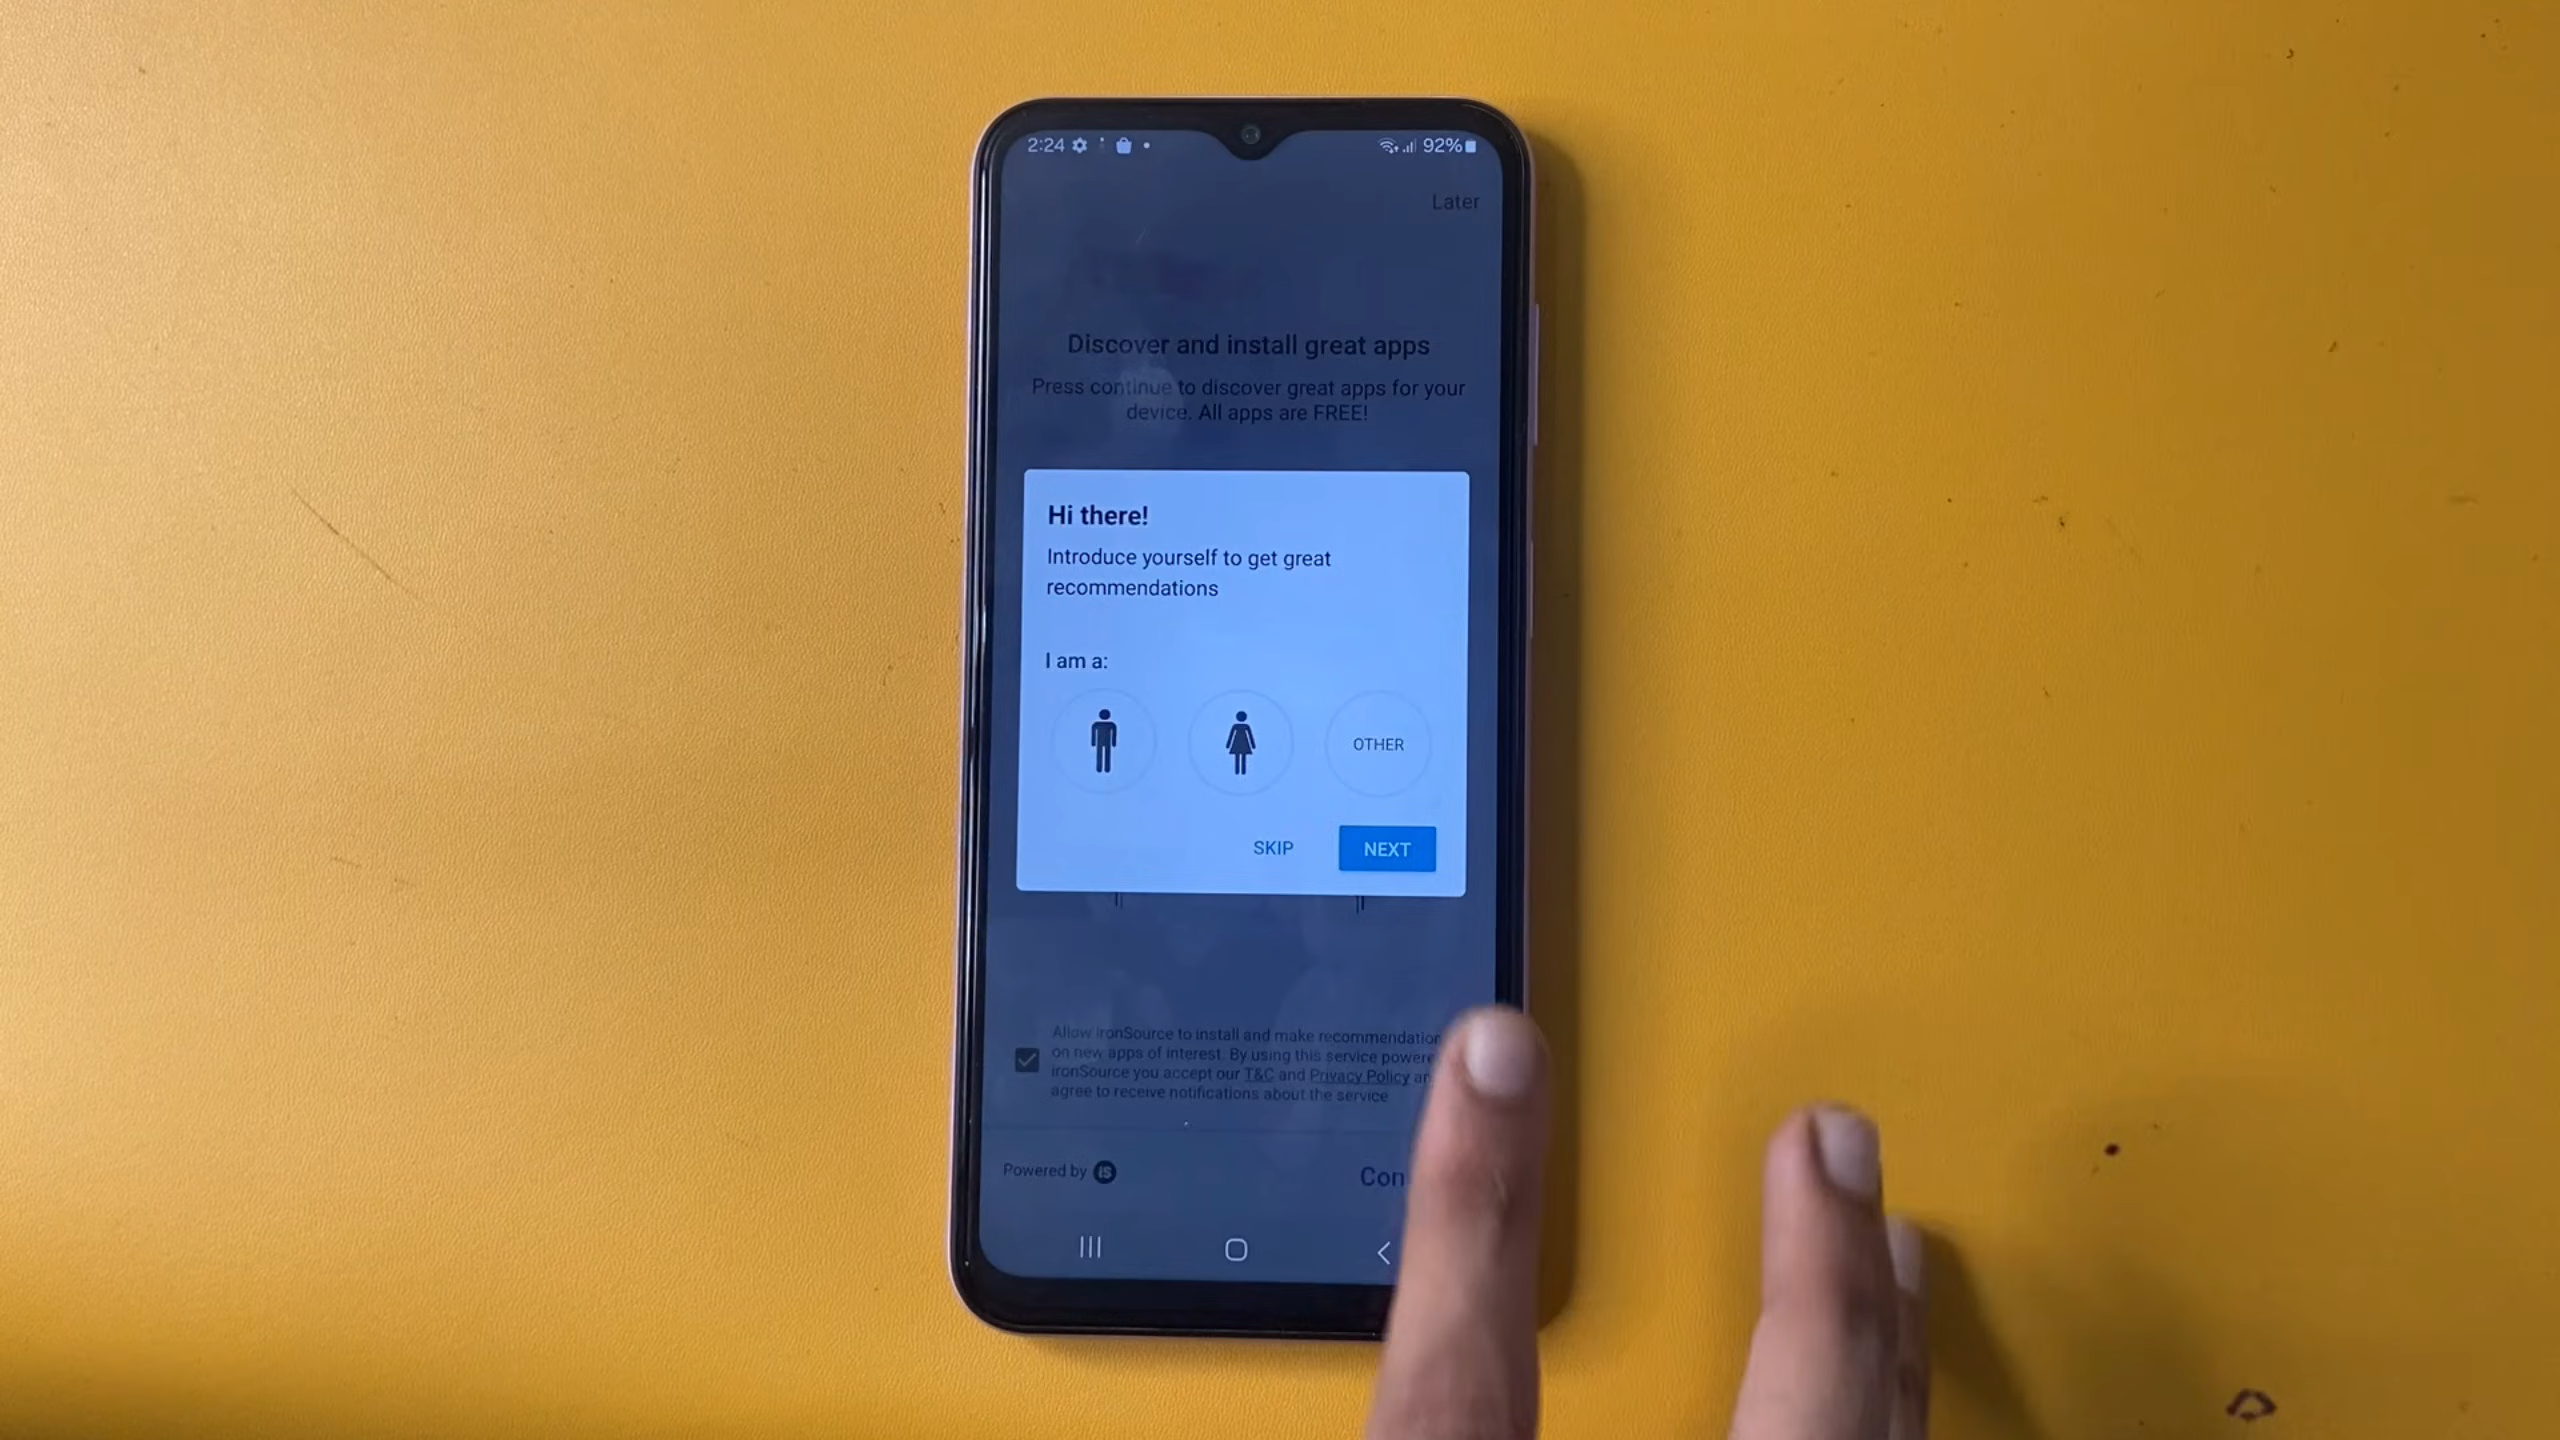 2:24 92%
Later
Discover and install great apps
Press continue to discover great apps for your
device. All apps are FREE!
Hi there!
Introduce yourself to get great
recommendations
I am a:
OTHER
SKIP NEXT
Allow ironSource to install and make recommendation
on new apps of interest. By using this service powere
ironSource you accept our T&C and Privacy Policy an
agree to receive notifications about the service
Powered by iS
Con